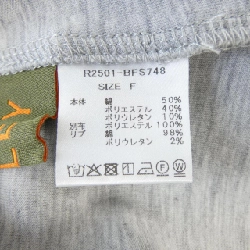 R2501-BFS748
SIZE F
本体 綿 50%
ポリエステル 40%
ポリウレタン 10%
別布 ポリエステル 100%
リブ 綿 98%
ポリウレタン 2%